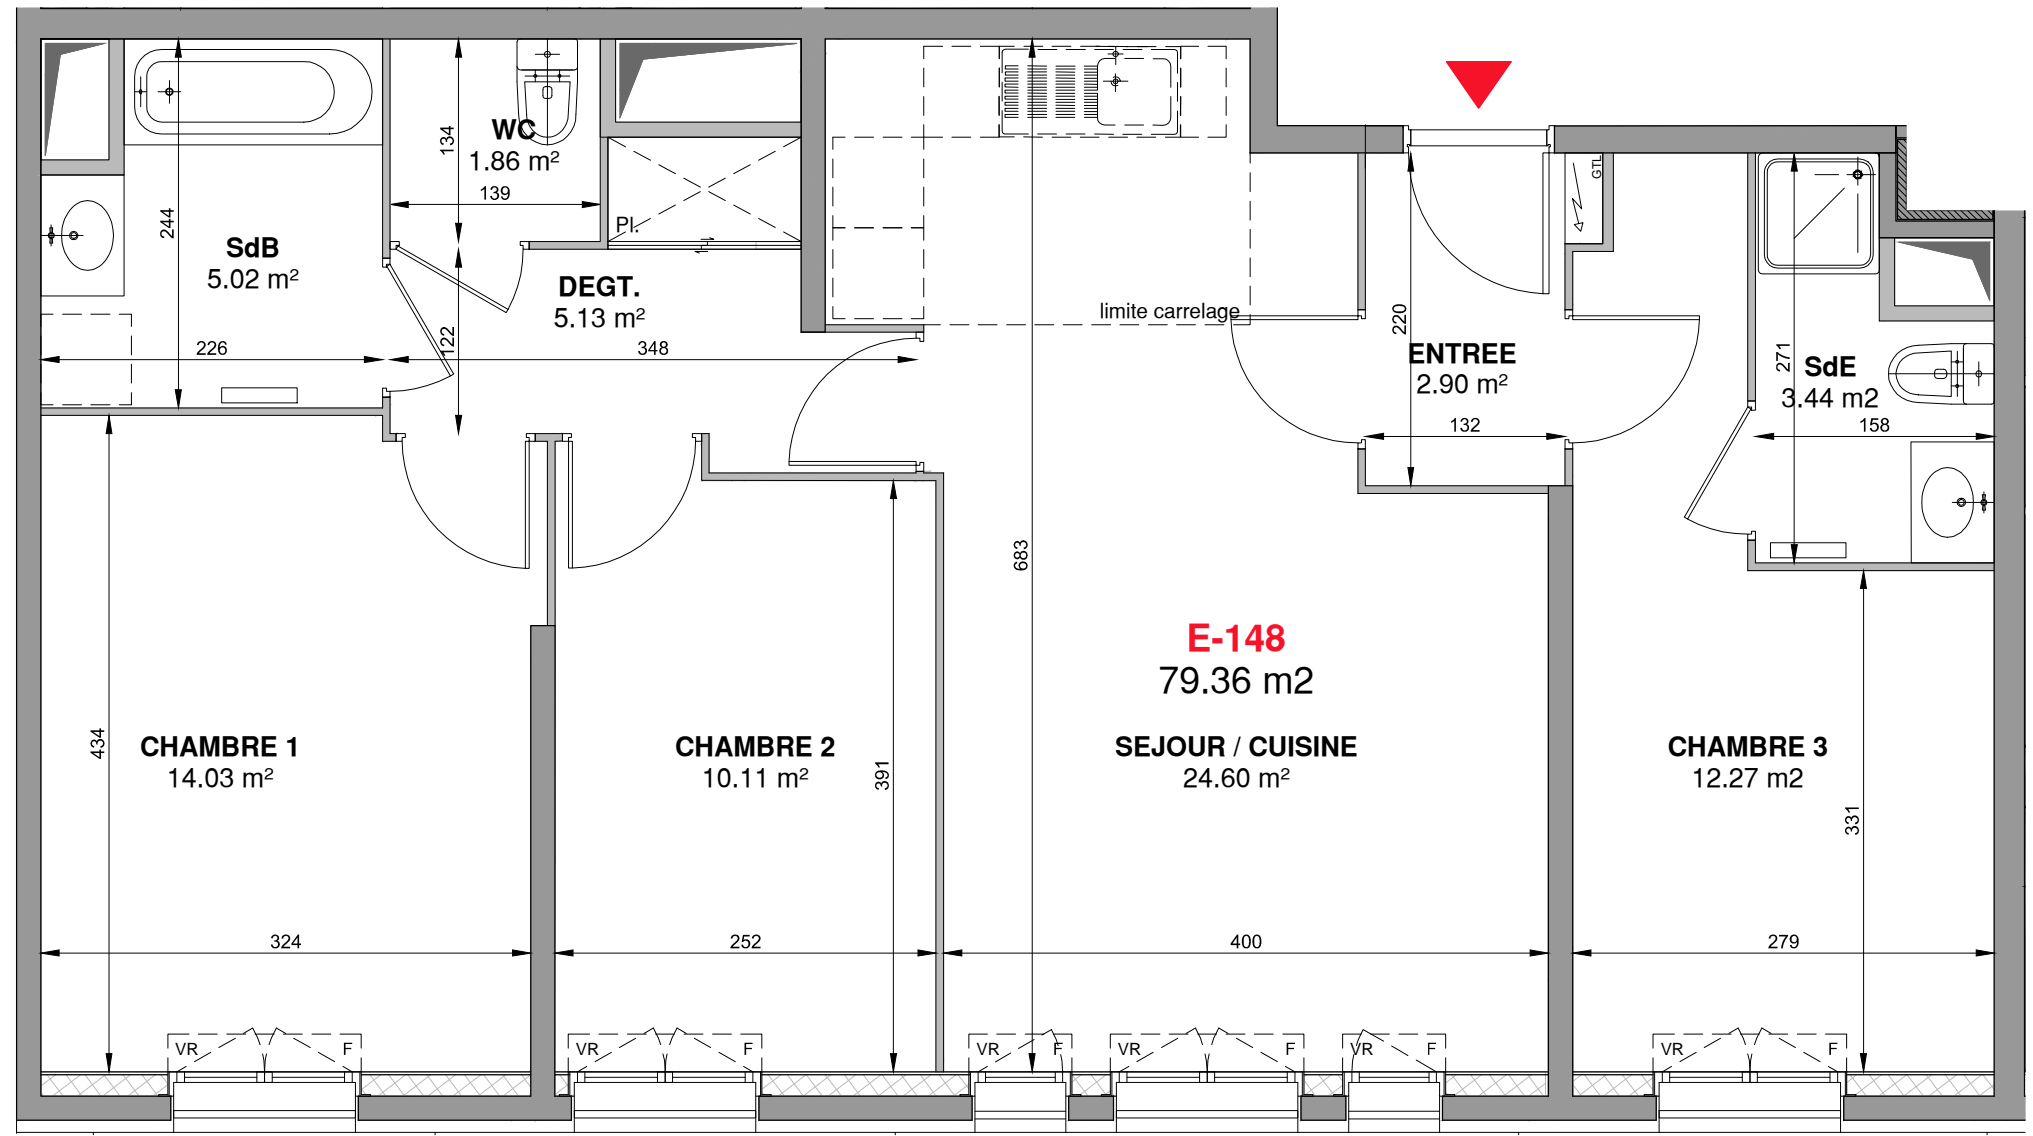 WC
1.86 m²
134
139
244
SdB
5.02 m²
226
Pl.
DEGT.
5.13 m²
122
348
limite carrelage
GTL
220
ENTREE
2.90 m²
132
271
SdE
3.44 m2
158
683
E-148
79.36 m2
434
CHAMBRE 1
14.03 m²
CHAMBRE 2
10.11 m²
391
SEJOUR / CUISINE
24.60 m²
CHAMBRE 3
12.27 m2
331
324
252
400
279
VR F
VR F
VR F
VR F
VR F
VR F